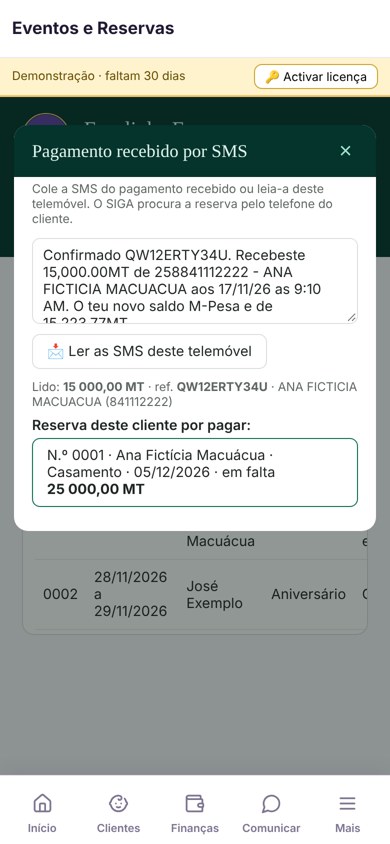 Eventos e Reservas
Demonstração · faltam 30 dias
🔑 Activar licença
Pagamento recebido por SMS
✕
Cole a SMS do pagamento recebido ou leia-a deste
telemóvel. O SIGA procura a reserva pelo telefone do
cliente.
Confirmado QW12ERTY34U. Recebeste
15,000.00MT de 258841112222 - ANA
FICTICIA MACUACUA aos 17/11/26 as 9:10
AM. O teu novo saldo M-Pesa e de
15,223.77MT
📩 Ler as SMS deste telemóvel
Lido: 15 000,00 MT · ref. QW12ERTY34U · ANA FICTICIA
MACUACUA (841112222)
Reserva deste cliente por pagar:
N.º 0001 · Ana Fictícia Macuácua ·
Casamento · 05/12/2026 · em falta
25 000,00 MT
Macuácua
0002
28/11/2026
a
29/11/2026
José
Exemplo
Aniversário
Início
Clientes
Finanças
Comunicar
Mais